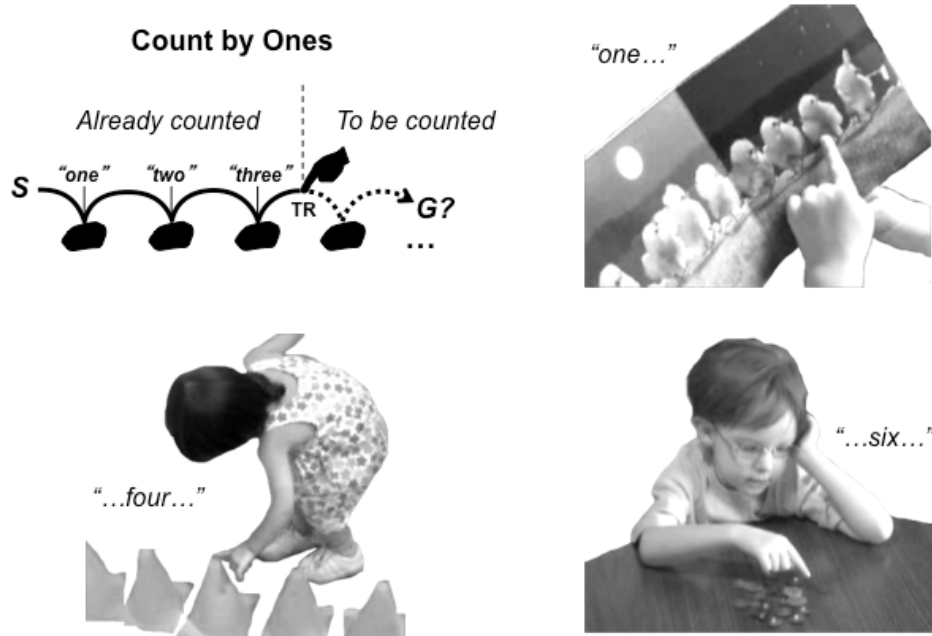 Count by Ones
Already counted
To be counted
S
“one”
“two”
“three”
TR
G?
...
“one…”
“…four…”
“…six…”